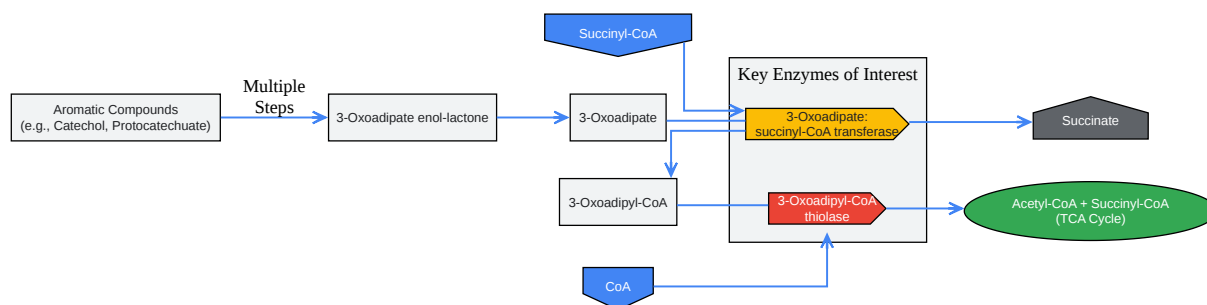 Succinyl-CoA
Key Enzymes of Interest
Multiple
Steps
Aromatic Compounds
(e.g., Catechol, Protocatechuate)
3-Oxoadipate enol-lactone
3-Oxoadipate
3-Oxoadipate:
succinyl-CoA transferase
Succinate
3-Oxoadipyl-CoA
3-Oxoadipyl-CoA
thiolase
Acetyl-CoA + Succinyl-CoA
(TCA Cycle)
CoA